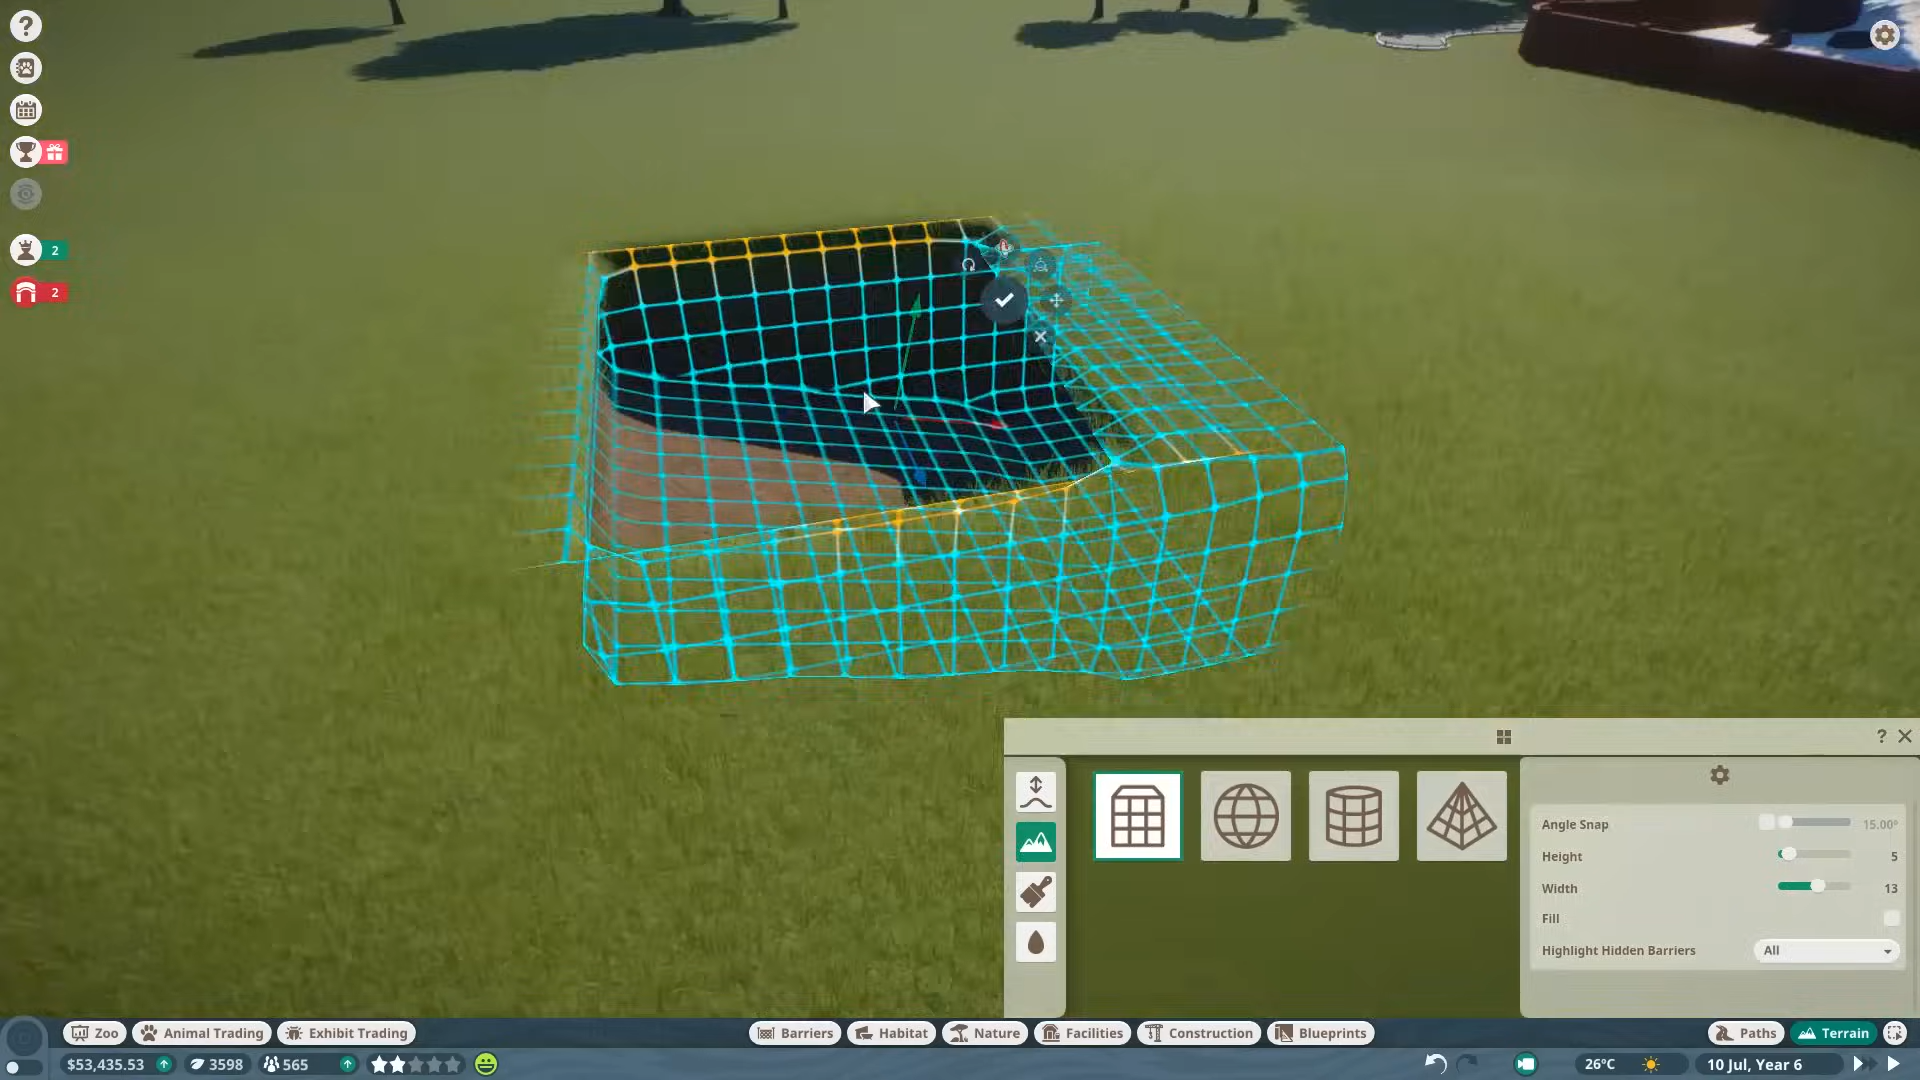 ?
2
2
? ×
Angle Snap 15.00°
Height 5
Width 13
Fill
Highlight Hidden Barriers All
Zoo Animal Trading Exhibit Trading Barriers Habitat Nature Facilities Construction Blueprints Paths Terrain
$53,435.53 3598 565 26°C 10 Jul, Year 6